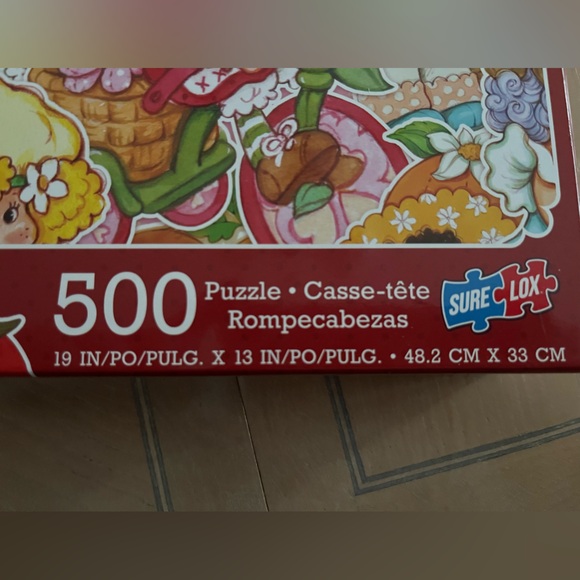 500 Puzzle • Casse-tête
Rompecabezas
SURE LOX
19 IN/PO/PULG. X 13 IN/PO/PULG. • 48.2 CM X 33 CM